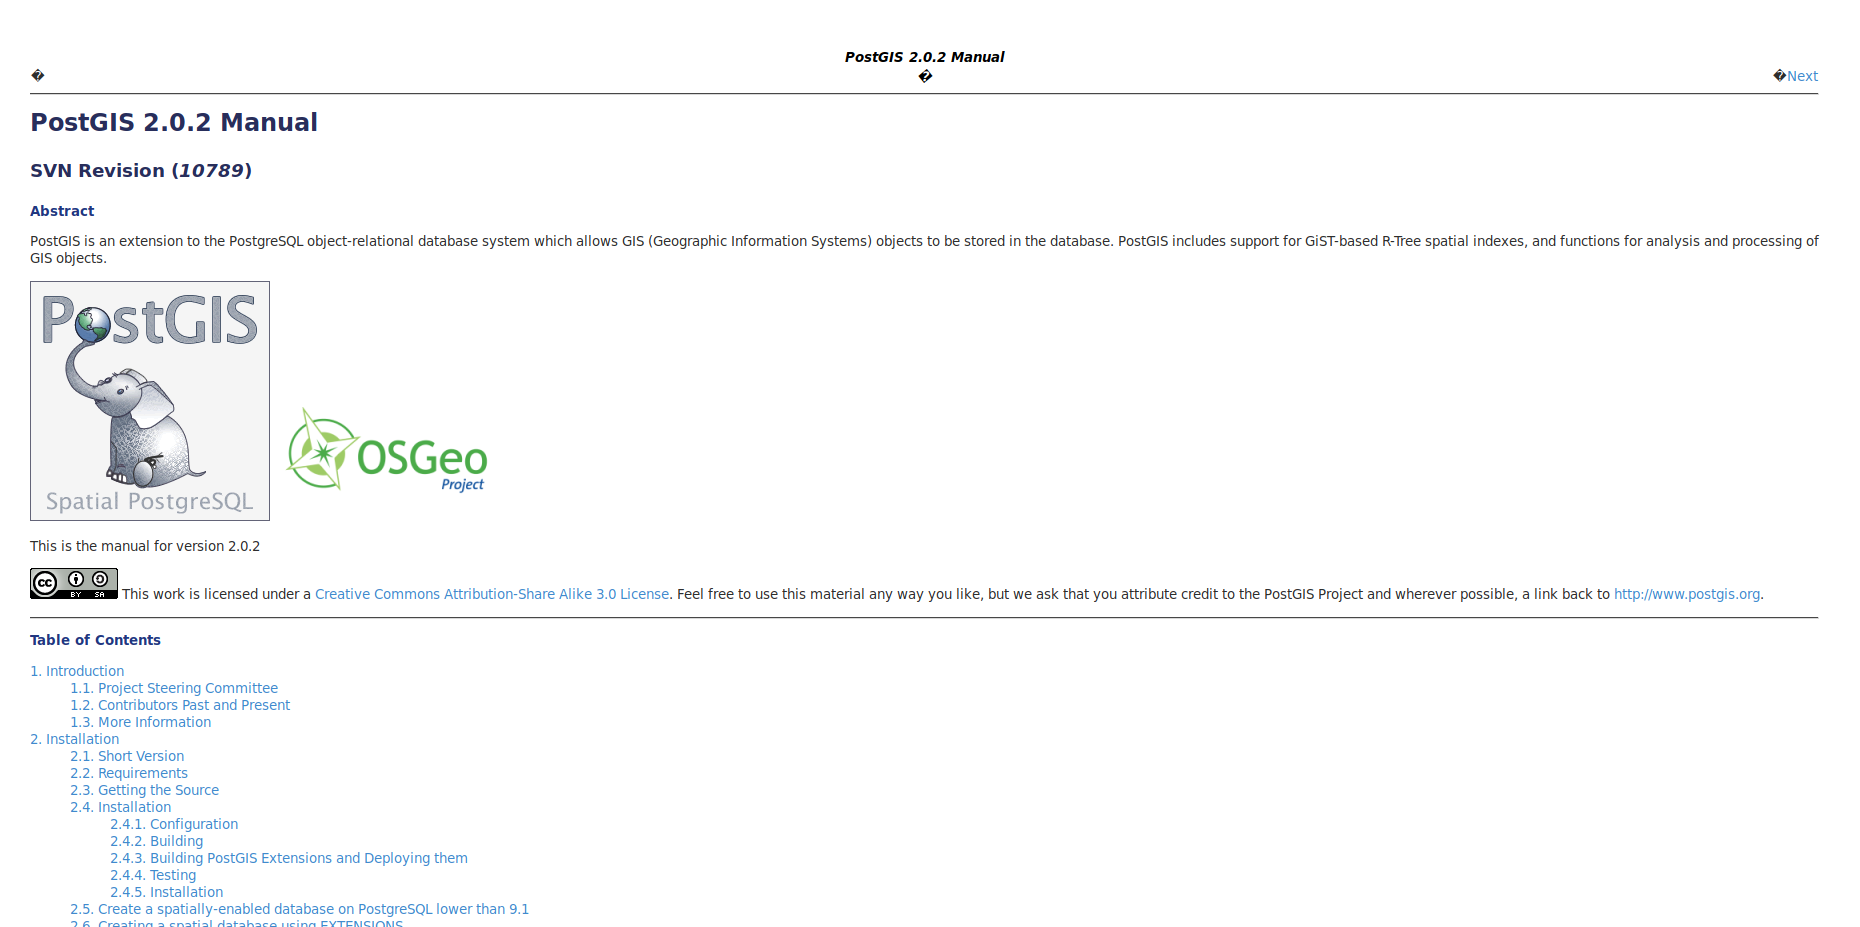 PostGIS 2.0.2 Manual
� � �Next
PostGIS 2.0.2 Manual
SVN Revision (10789)
Abstract
PostGIS is an extension to the PostgreSQL object-relational database system which allows GIS (Geographic Information Systems) objects to be stored in the database. PostGIS includes support for GiST-based R-Tree spatial indexes, and functions for analysis and processing of
GIS objects.
PostGIS
Spatial PostgreSQL
OSGeo
Project
This is the manual for version 2.0.2
cc BY SA This work is licensed under a Creative Commons Attribution-Share Alike 3.0 License. Feel free to use this material any way you like, but we ask that you attribute credit to the PostGIS Project and wherever possible, a link back to http://www.postgis.org.
Table of Contents
1. Introduction
1.1. Project Steering Committee
1.2. Contributors Past and Present
1.3. More Information
2. Installation
2.1. Short Version
2.2. Requirements
2.3. Getting the Source
2.4. Installation
2.4.1. Configuration
2.4.2. Building
2.4.3. Building PostGIS Extensions and Deploying them
2.4.4. Testing
2.4.5. Installation
2.5. Create a spatially-enabled database on PostgreSQL lower than 9.1
2.6. Creating a spatial database using EXTENSIONS